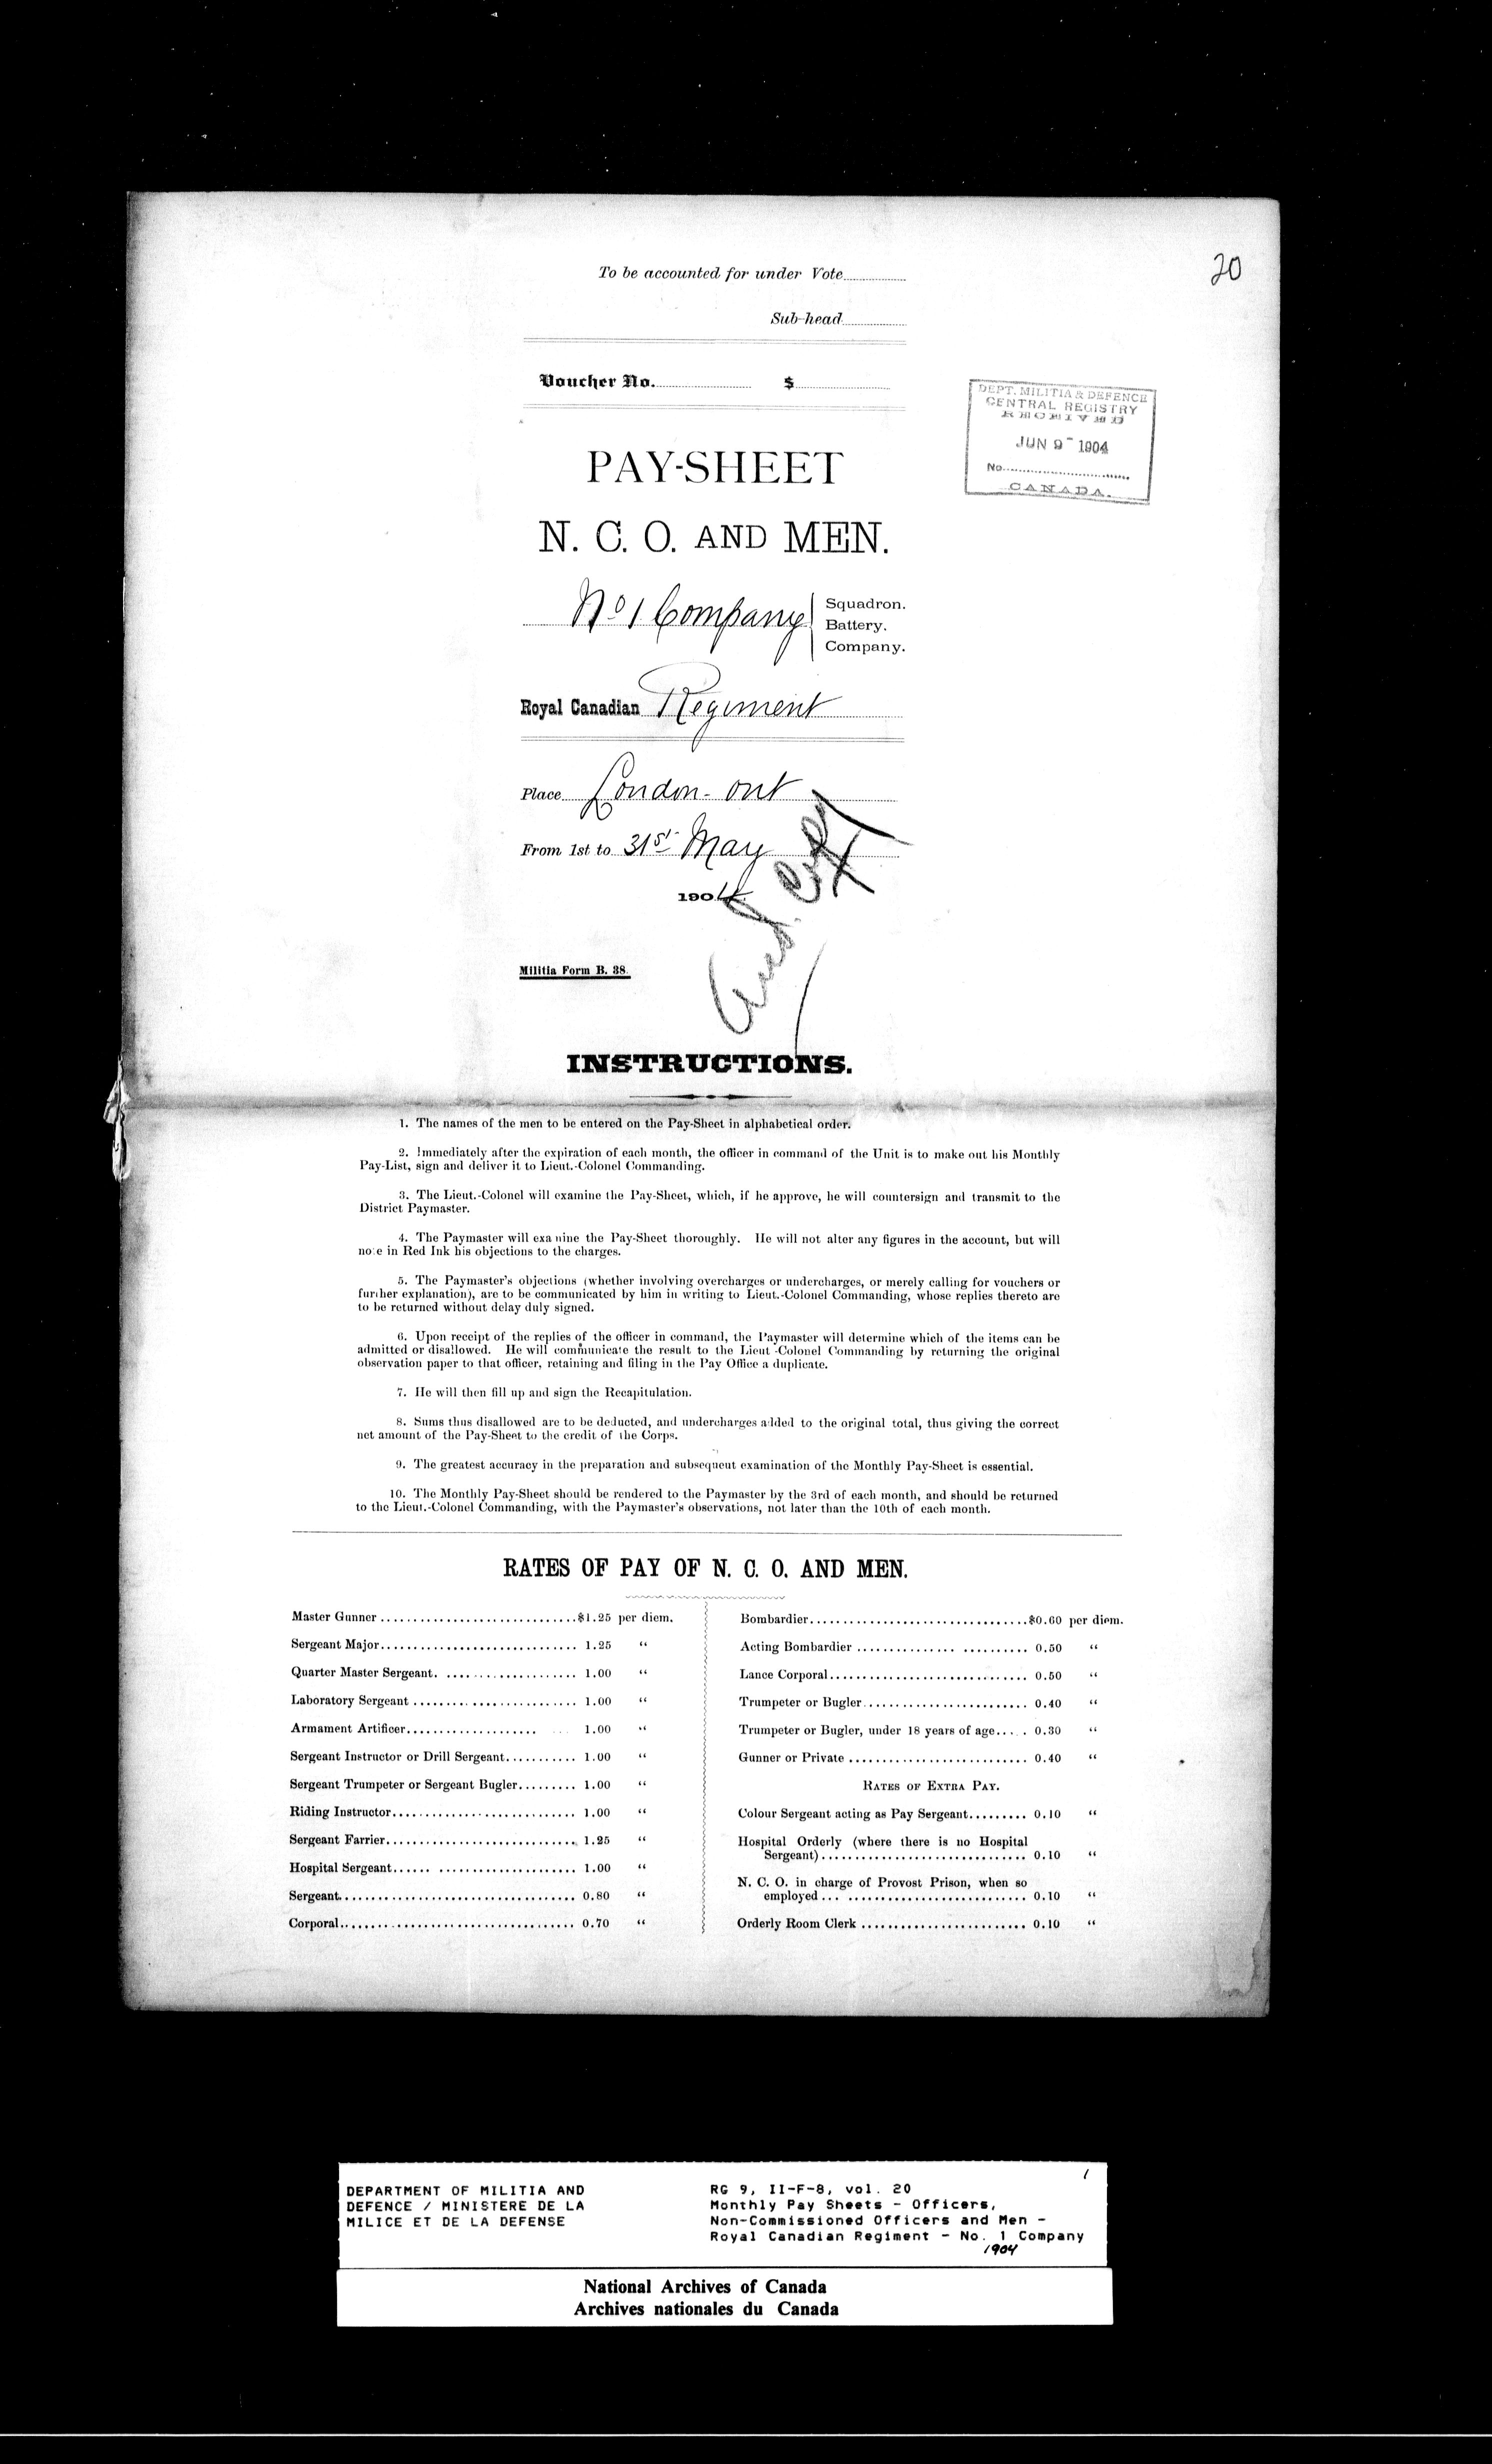 20
To be accounted for under Vote
Sub-head
Voucher No. $
DEPT. MILITIA & DEFENCE
CENTRAL REGISTRY
RECEIVED
JUN 9 - 1904
No.
CANADA.
PAY-SHEET
N. C. O. AND MEN.
No 1 Company
Squadron.
Battery.
Company.
Royal Canadian Regiment
Place London - Ont
From 1st to 31st May
1904
Militia Form B. 38.
INSTRUCTIONS.
1. The names of the men to be entered on the Pay-Sheet in alphabetical order.
2. Immediately after the expiration of each month, the officer in command of the Unit is to make out his Monthly
Pay-List, sign and deliver it to Lieut.-Colonel Commanding.
3. The Lieut.-Colonel will examine the Pay-Sheet, which, if he approve, he will countersign and transmit to the
District Paymaster.
4. The Paymaster will examine the Pay-Sheet thoroughly. He will not alter any figures in the account, but will
note in Red Ink his objections to the charges.
5. The Paymaster's objections (whether involving overcharges or undercharges, or merely calling for vouchers or
further explanation), are to be communicated by him in writing to Lieut.-Colonel Commanding, whose replies thereto are
to be returned without delay duly signed.
6. Upon receipt of the replies of the officer in command, the Paymaster will determine which of the items can be
admitted or disallowed. He will communicate the result to the Lieut-Colonel Commanding by returning the original
observation paper to that officer, retaining and filing in the Pay Office a duplicate.
7. He will then fill up and sign the Recapitulation.
8. Sums thus disallowed are to be deducted, and undercharges added to the original total, thus giving the correct
net amount of the Pay-Sheet to the credit of the Corps.
9. The greatest accuracy in the preparation and subsequent examination of the Monthly Pay-Sheet is essential.
10. The Monthly Pay-Sheet should be rendered to the Paymaster by the 3rd of each month, and should be returned
to the Lieut.-Colonel Commanding, with the Paymaster's observations, not later than the 10th of each month.
RATES OF PAY OF N. C. O. AND MEN.
Master Gunner $1.25 per diem.
Sergeant Major 1.25 "
Quarter Master Sergeant. 1.00 "
Laboratory Sergeant 1.00 "
Armament Artificer 1.00 "
Sergeant Instructor or Drill Sergeant 1.00 "
Sergeant Trumpeter or Sergeant Bugler 1.00 "
Riding Instructor 1.00 "
Sergeant Farrier 1.25 "
Hospital Sergeant 1.00 "
Sergeant 0.80 "
Corporal 0.70 "
Bombardier $0.60 per diem.
Acting Bombardier 0.50 "
Lance Corporal 0.50 "
Trumpeter or Bugler 0.40 "
Trumpeter or Bugler, under 18 years of age 0.30 "
Gunner or Private 0.40 "
RATES OF EXTRA PAY.
Colour Sergeant acting as Pay Sergeant 0.10 "
Hospital Orderly (where there is no Hospital
Sergeant) 0.10 "
N. C. O. in charge of Provost Prison, when so
employed 0.10 "
Orderly Room Clerk 0.10 "
1
DEPARTMENT OF MILITIA AND
DEFENCE / MINISTERE DE LA
MILICE ET DE LA DEFENSE
RG 9, II-F-8, vol. 20
Monthly Pay Sheets - Officers,
Non-Commissioned Officers and Men -
Royal Canadian Regiment - No. 1 Company
1904
National Archives of Canada
Archives nationales du Canada